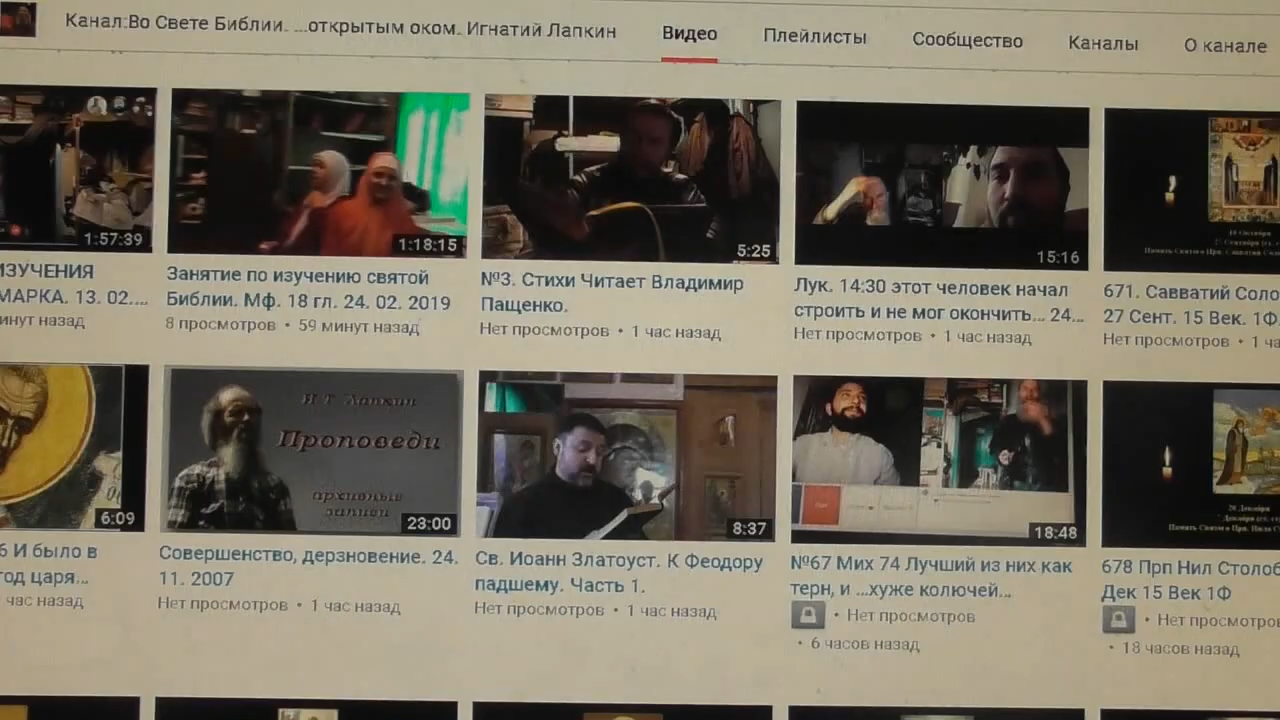 Канал:Во Свете Библии. ...открытым оком. Игнатий Лапкин
Видео
Плейлисты
Сообщество
Каналы
О канале
1:57:39
1:18:15
5:25
15:16
ИЗУЧЕНИЯ
МАРКА. 13. 02....
инут назад
Занятие по изучению святой
Библии. Мф. 18 гл. 24. 02. 2019
8 просмотров • 59 минут назад
№3. Стихи Читает Владимир
Пащенко.
Нет просмотров • 1 час назад
Лук. 14:30 этот человек начал
строить и не мог окончить... 24...
Нет просмотров • 1 час назад
671. Савватий Соло
27 Сент. 15 Век. 1Ф
Нет просмотров • 1 ча
6:09
И.Т. Лапкин
Проповеди
архивные
записи
23:00
8:37
18:48
6 И было в
год царя...
час назад
Совершенство, дерзновение. 24.
11. 2007
Нет просмотров • 1 час назад
Св. Иоанн Златоуст. К Феодору
падшему. Часть 1.
Нет просмотров • 1 час назад
№67 Мих 74 Лучший из них как
терн, и ...хуже колючей...
• Нет просмотров
• 6 часов назад
678 Прп Нил Столоб
Дек 15 Век 1Ф
• Нет просмотров
• 18 часов назад